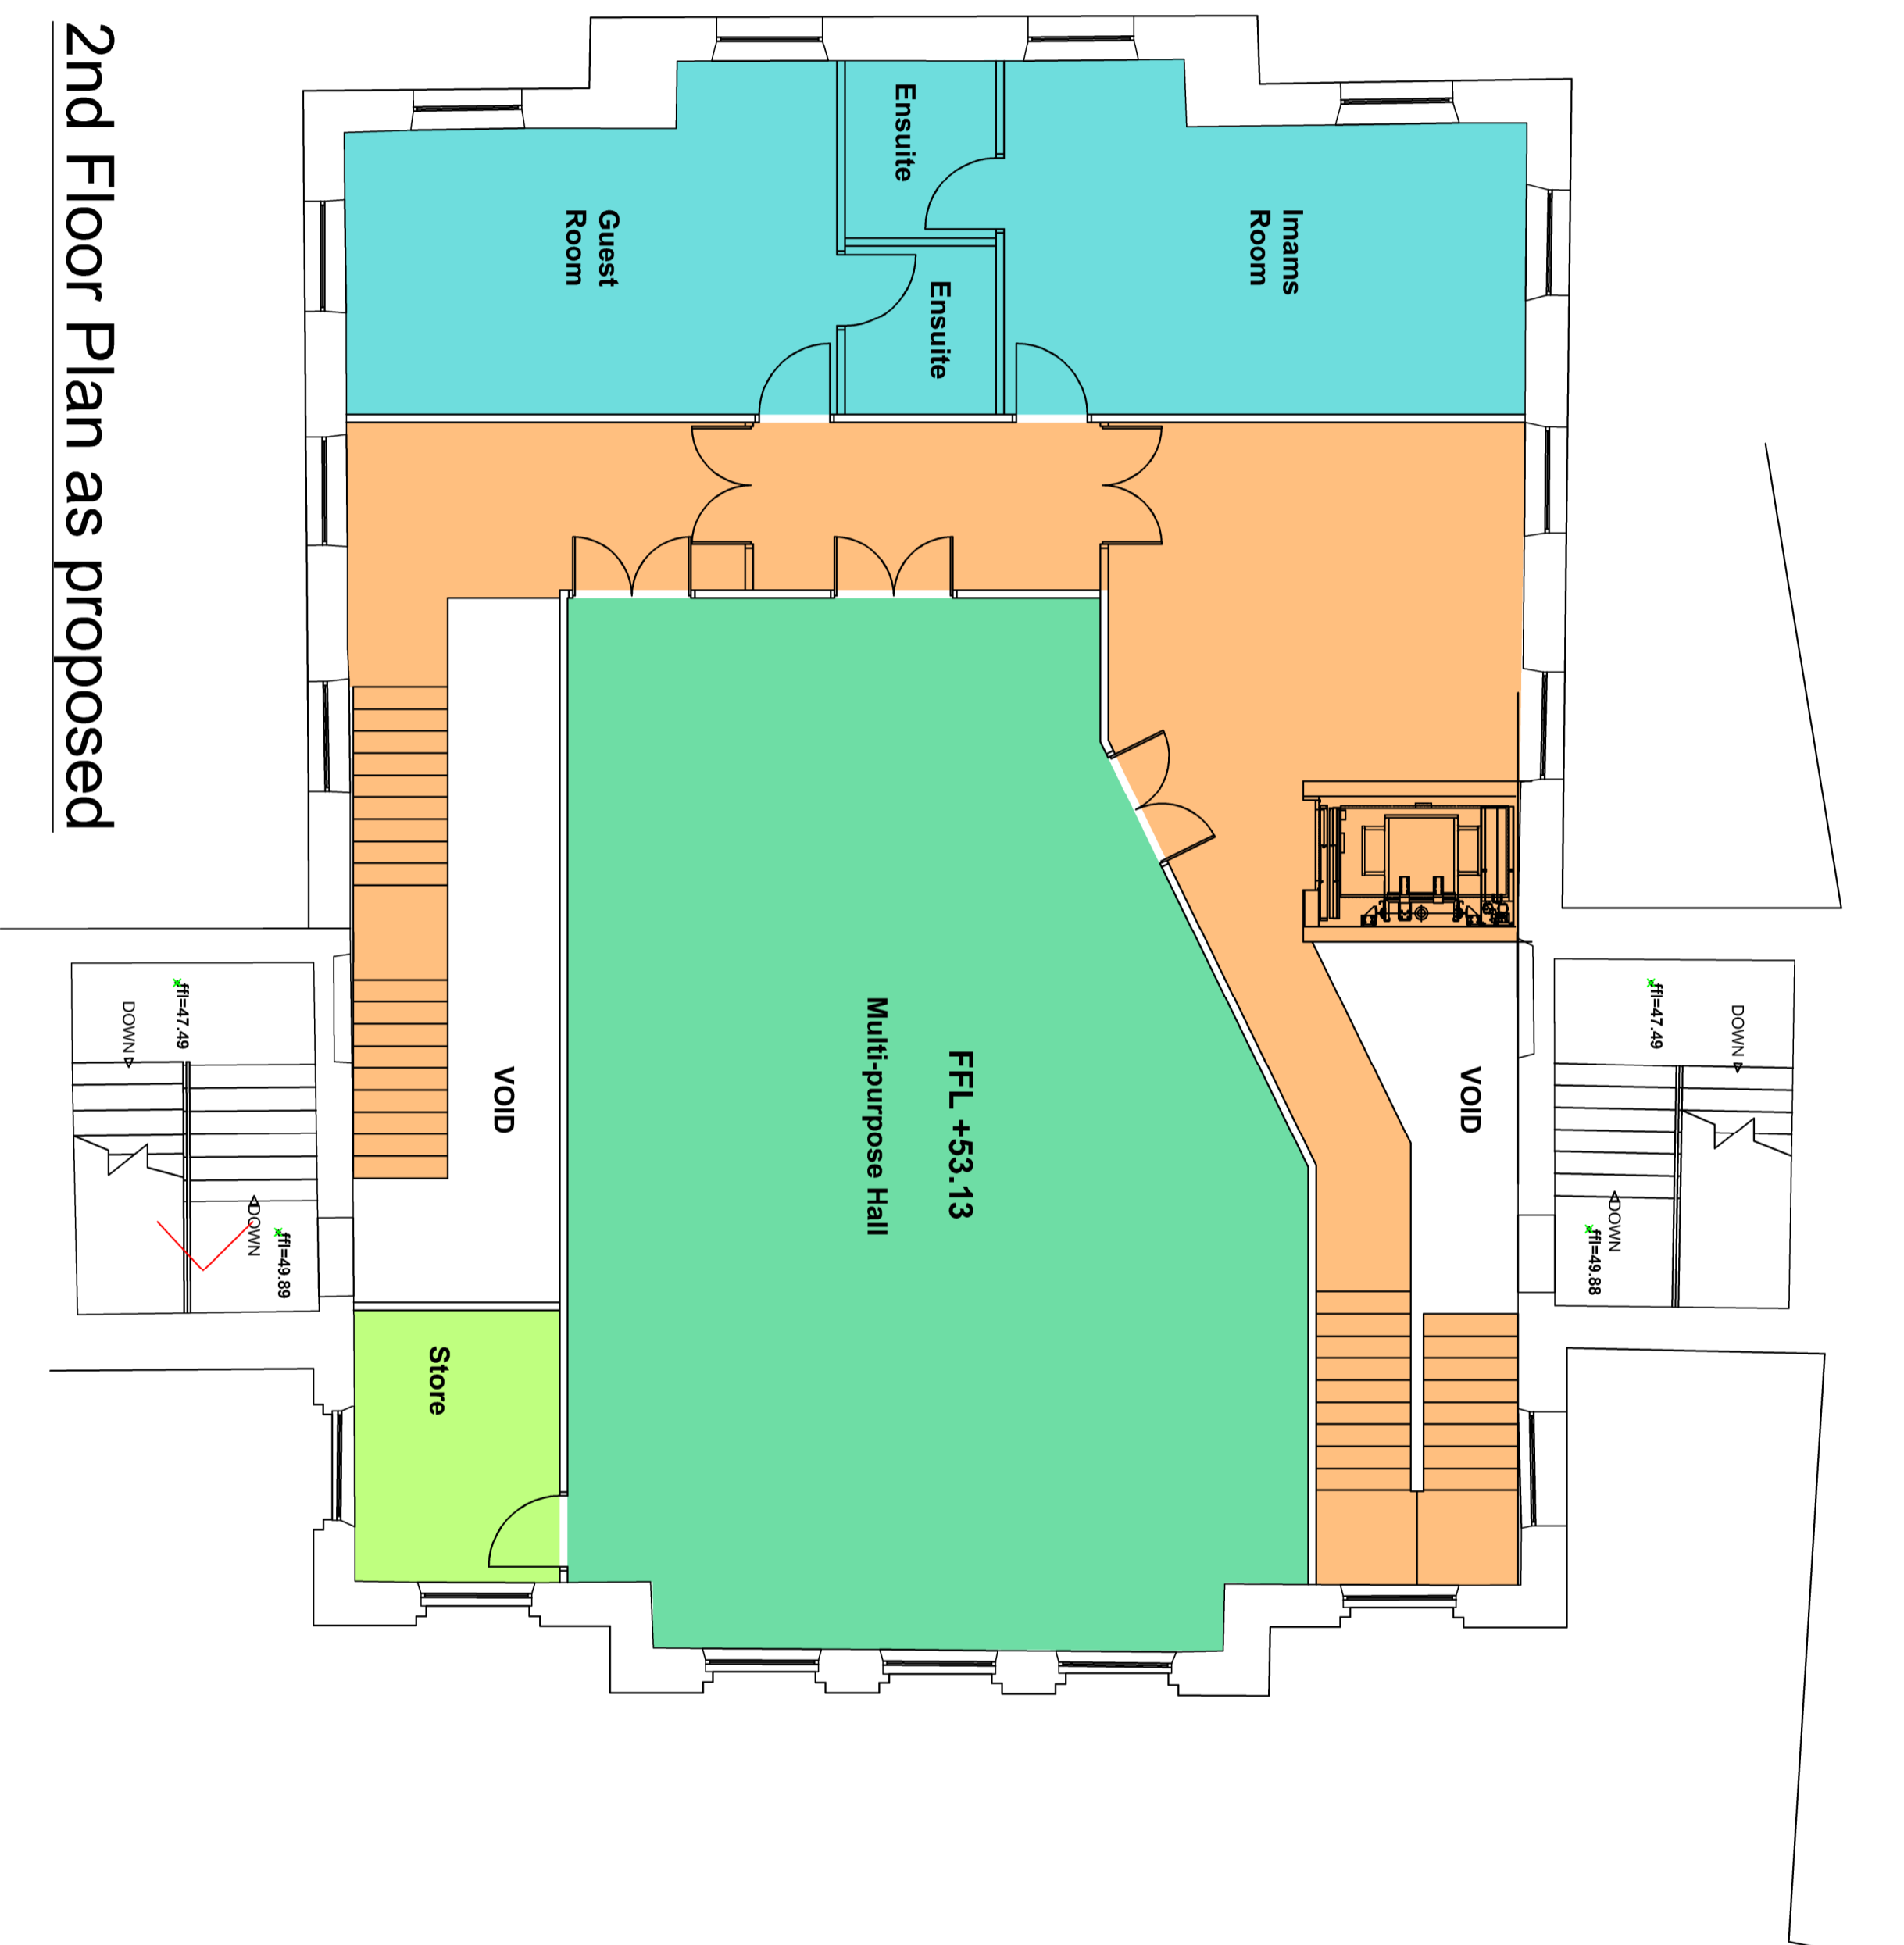 2nd Floor Plan as proposed
Ensuite
Ensuite
Guest
Room
Imams
Room
FFL +53.13
Multi-purpose Hall
VOID
VOID
Store
DOWN
ffl=47.49
DOWN
ffl=49.88
DOWN
ffl=47.49
DOWN
ffl=49.89